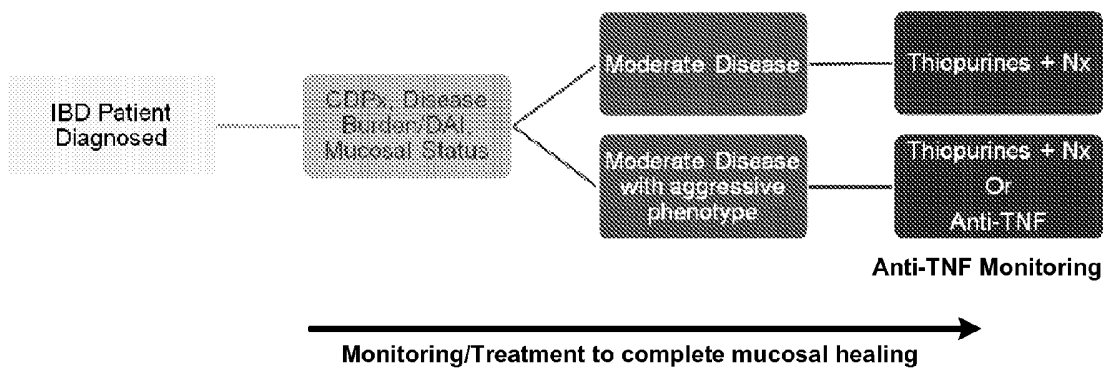 IBD Patient
Diagnosed
CDPx, Disease
Burden/DAI,
Mucosal Status
Moderate Disease
Thiopurines + Nx
Moderate Disease
with aggressive
phenotype
Thiopurines + Nx
Or
Anti-TNF
Anti-TNF Monitoring
Monitoring/Treatment to complete mucosal healing